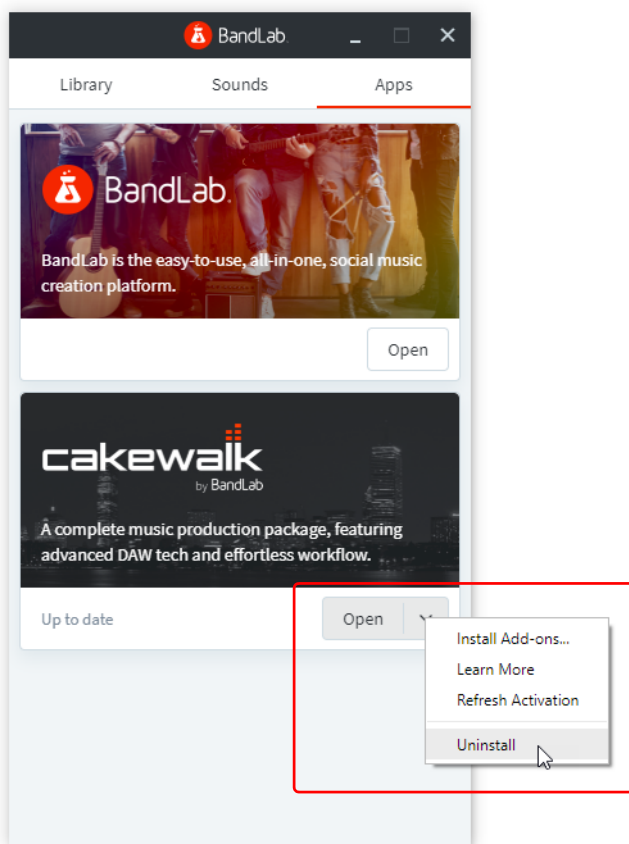 BandLab.
Library Sounds Apps
BandLab.
BandLab is the easy-to-use, all-in-one, social music
creation platform.
Open
cakewalk
by BandLab
A complete music production package, featuring
advanced DAW tech and effortless workflow.
Up to date Open
Install Add-ons...
Learn More
Refresh Activation
Uninstall